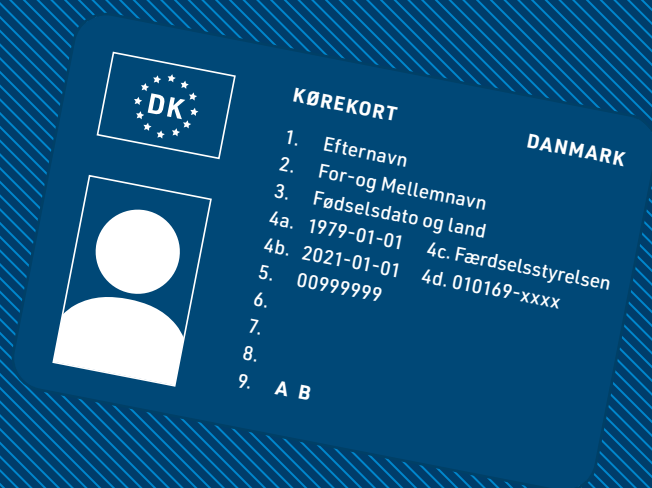 DK
KØREKORT
DANMARK
1. Efternavn
2. For-og Mellemnavn
3. Fødselsdato og land
4a. 1979-01-01 4c. Færdselsstyrelsen
4b. 2021-01-01 4d. 010169-xxxx
5. 00999999
6.
7.
8.
9. A B